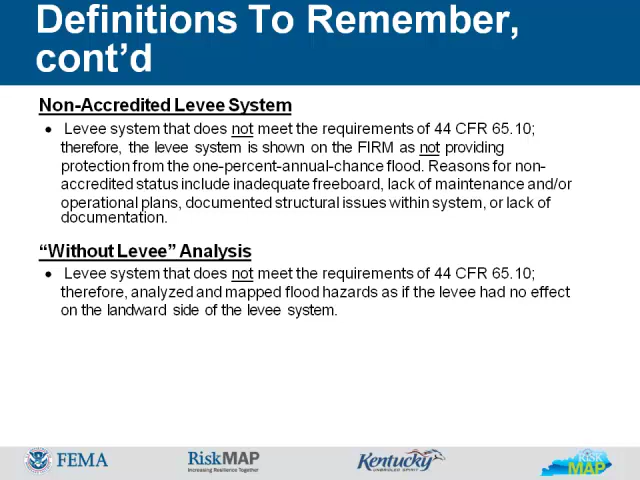 Definitions To Remember,
cont’d
Non-Accredited Levee System
• Levee system that does not meet the requirements of 44 CFR 65.10;
therefore, the levee system is shown on the FIRM as not providing
protection from the one-percent-annual-chance flood. Reasons for non-
accredited status include inadequate freeboard, lack of maintenance and/or
operational plans, documented structural issues within system, or lack of
documentation.
“Without Levee” Analysis
• Levee system that does not meet the requirements of 44 CFR 65.10;
therefore, analyzed and mapped flood hazards as if the levee had no effect
on the landward side of the levee system.
FEMA
RiskMAP
Increasing Resilience Together
Kentucky
UNBRIDLED SPIRIT
RISK
MAP